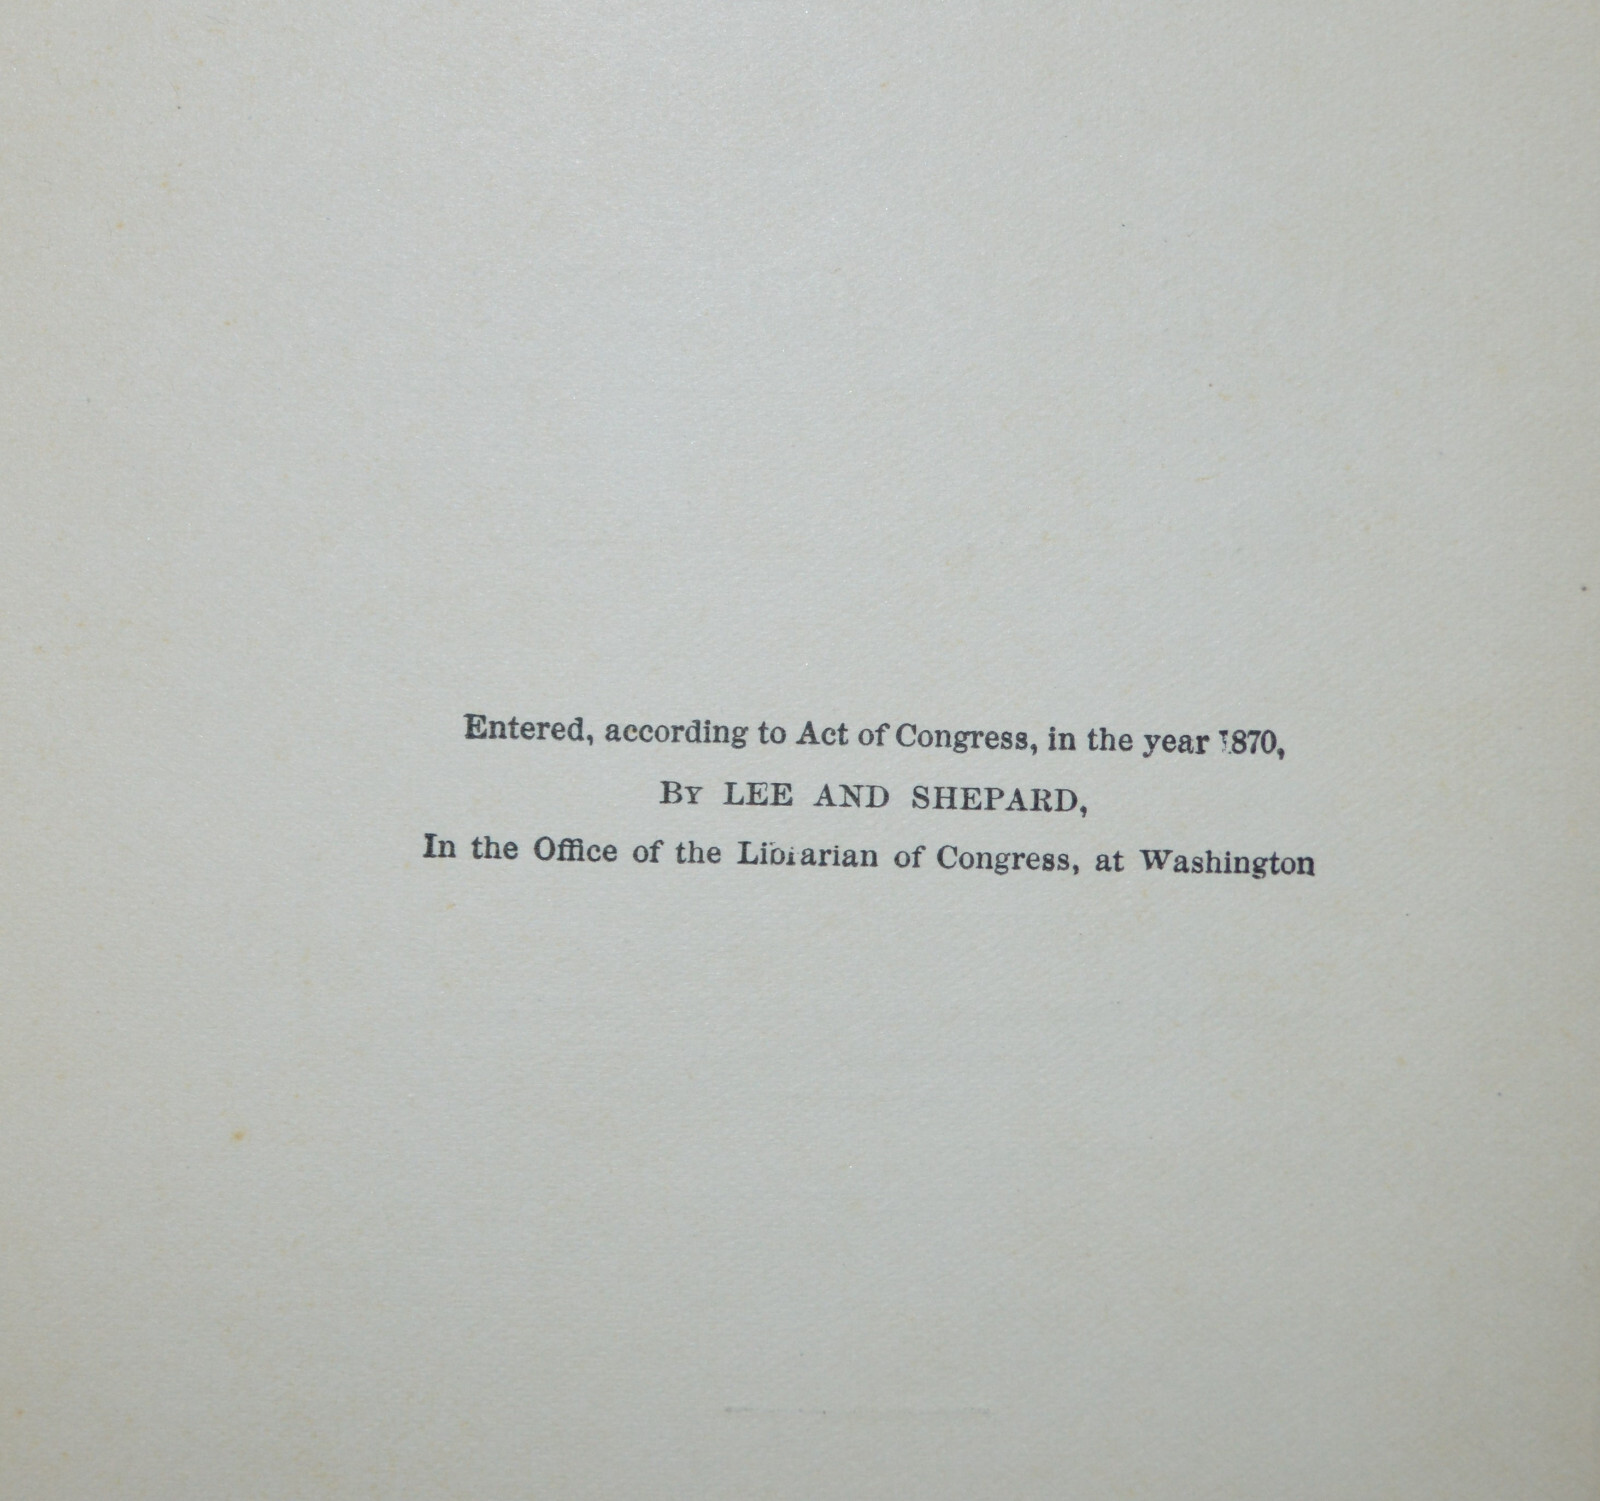 Entered, according to Act of Congress, in the year 1870,
By LEE AND SHEPARD,
In the Office of the Librarian of Congress, at Washington